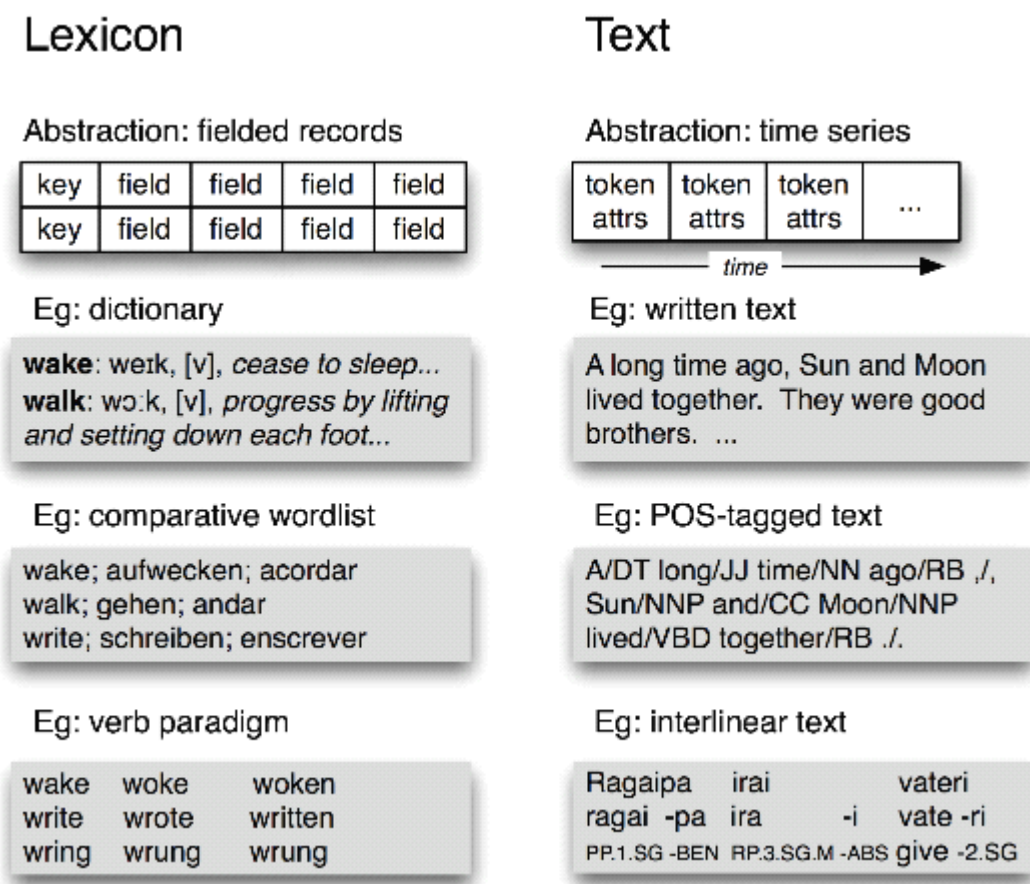 Lexicon
Abstraction: fielded records
key field field field field
key field field field field
Eg: dictionary
wake: weɪk, [v], cease to sleep...
walk: wɔːk, [v], progress by lifting
and setting down each foot...
Eg: comparative wordlist
wake; aufwecken; acordar
walk; gehen; andar
write; schreiben; enscrever
Eg: verb paradigm
wake woke woken
write wrote written
wring wrung wrung
Text
Abstraction: time series
token token token
attrs attrs attrs ...
time
Eg: written text
A long time ago, Sun and Moon
lived together. They were good
brothers. ...
Eg: POS-tagged text
A/DT long/JJ time/NN ago/RB ,/,
Sun/NNP and/CC Moon/NNP
lived/VBD together/RB ./.
Eg: interlinear text
Ragaipa irai vateri
ragai -pa ira -i vate -ri
PP.1.SG -BEN RP.3.SG.M -ABS give -2.SG